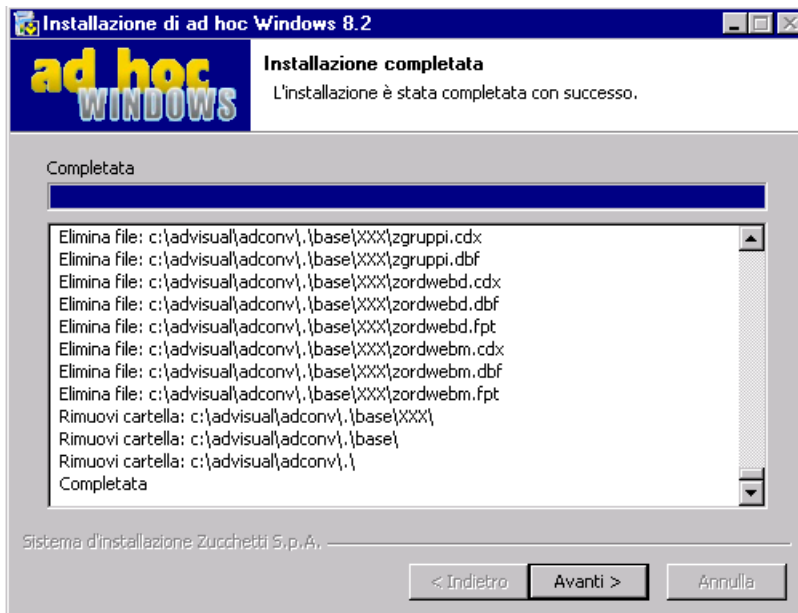 Installazione di ad hoc Windows 8.2
ad hoc
WINDOWS
Installazione completata
L'installazione è stata completata con successo.
Completata
Elimina file: c:\advisual\adconv\.\base\XXX\zgruppi.cdx
Elimina file: c:\advisual\adconv\.\base\XXX\zgruppi.dbf
Elimina file: c:\advisual\adconv\.\base\XXX\zordwebd.cdx
Elimina file: c:\advisual\adconv\.\base\XXX\zordwebd.dbf
Elimina file: c:\advisual\adconv\.\base\XXX\zordwebd.fpt
Elimina file: c:\advisual\adconv\.\base\XXX\zordwebm.cdx
Elimina file: c:\advisual\adconv\.\base\XXX\zordwebm.dbf
Elimina file: c:\advisual\adconv\.\base\XXX\zordwebm.fpt
Rimuovi cartella: c:\advisual\adconv\.\base\XXX\
Rimuovi cartella: c:\advisual\adconv\.\base\
Rimuovi cartella: c:\advisual\adconv\.\
Completata
Sistema d'installazione Zucchetti S.p.A.
< Indietro Avanti > Annulla